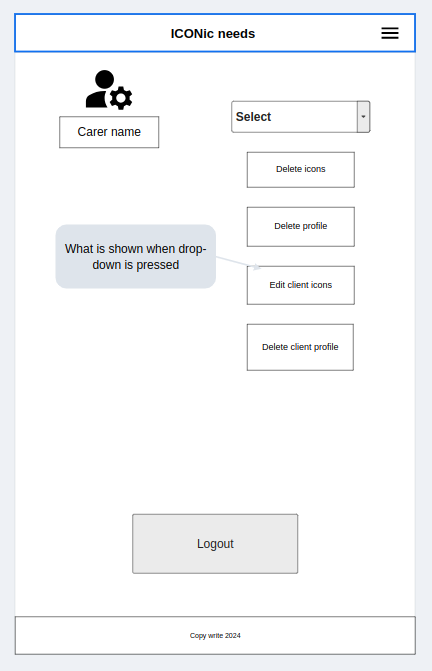 ICONic needs
Carer name
Select
Delete icons
Delete profile
What is shown when drop-
down is pressed
Edit client icons
Delete client profile
Logout
Copy write 2024